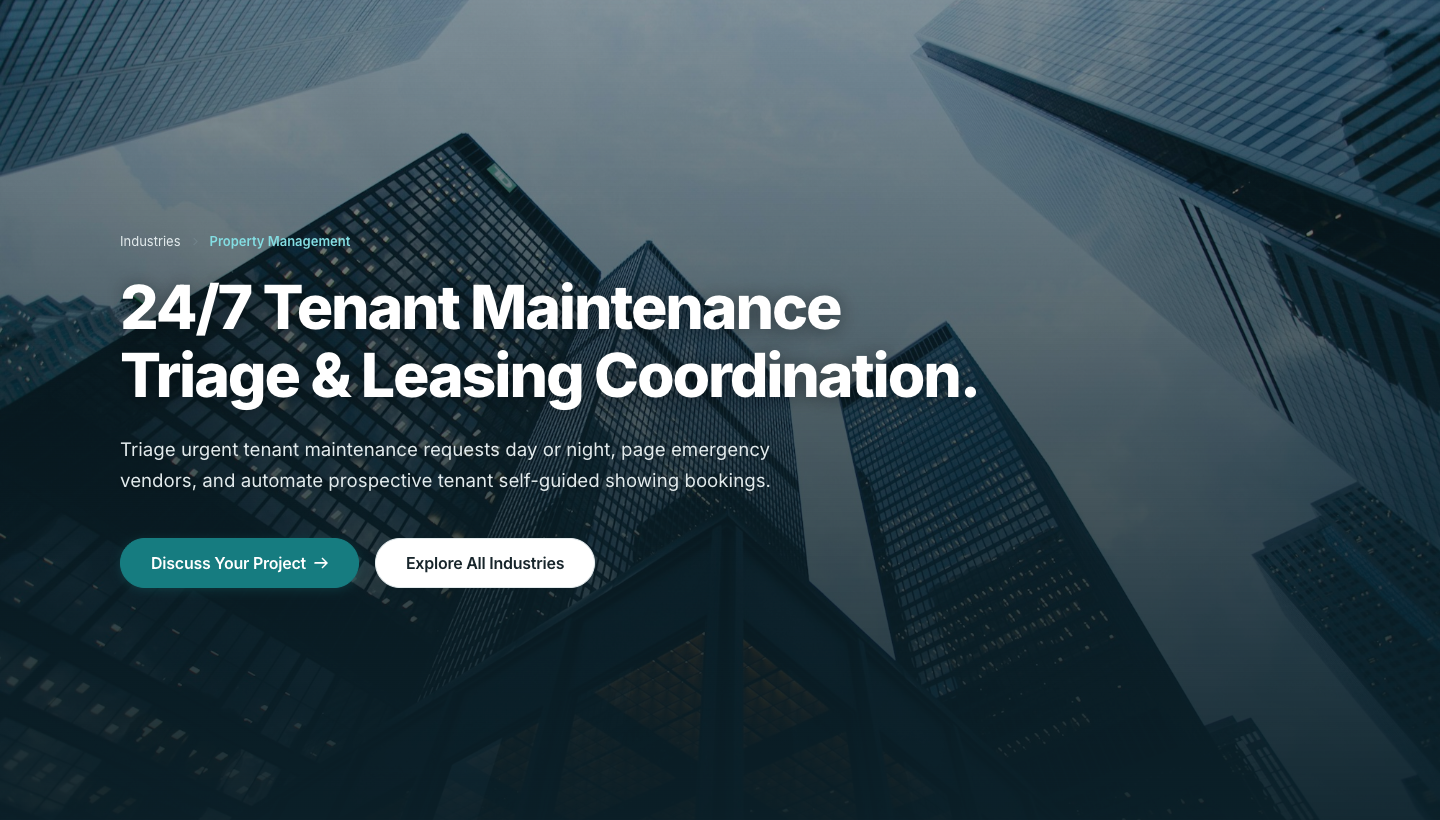 Industries › Property Management
24/7 Tenant Maintenance
Triage & Leasing Coordination.
Triage urgent tenant maintenance requests day or night, page emergency
vendors, and automate prospective tenant self-guided showing bookings.
Discuss Your Project →
Explore All Industries